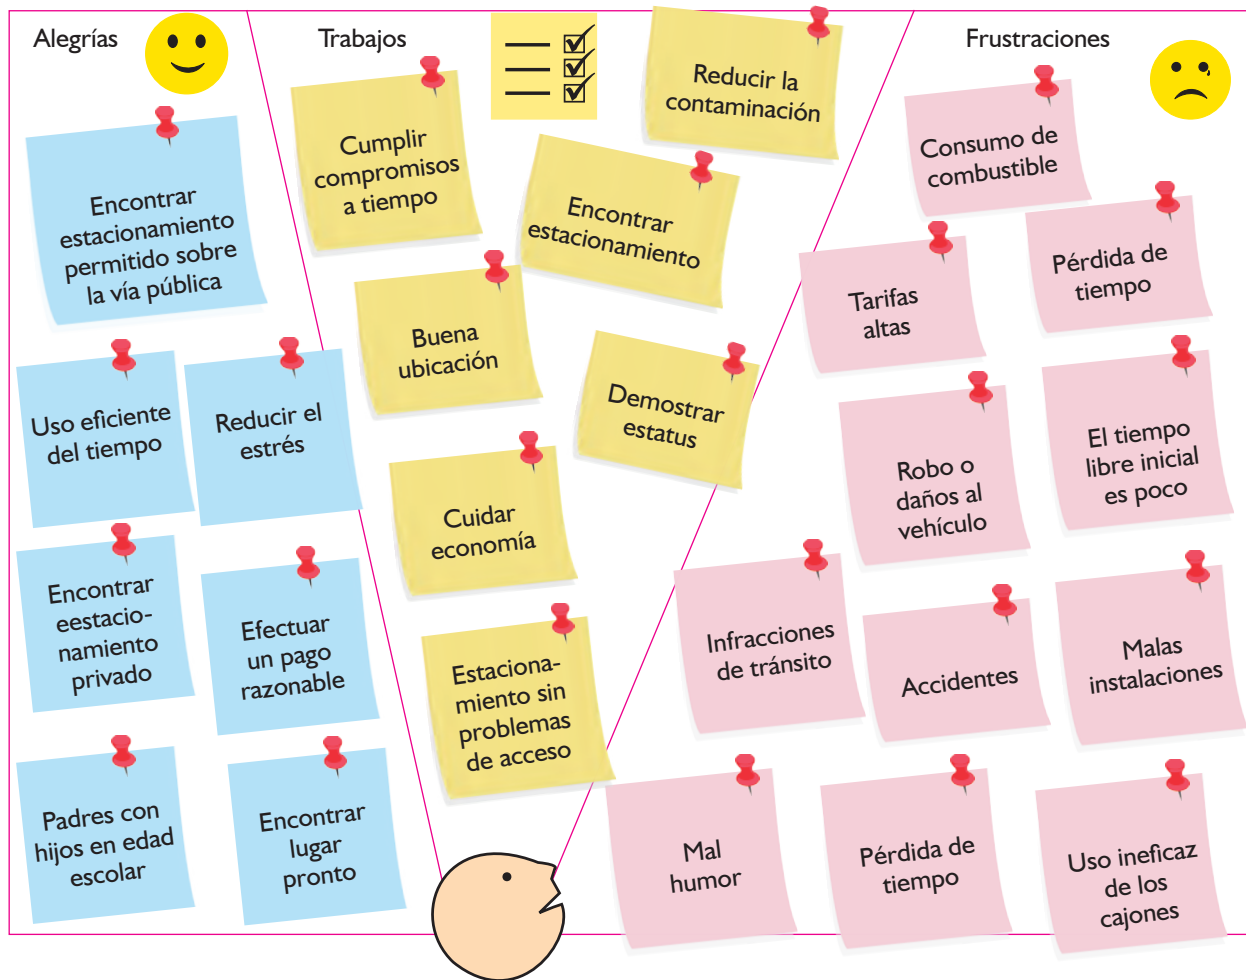 Alegrías
Encontrar
estacionamiento
permitido sobre
la vía pública
Uso eficiente
del tiempo
Reducir el
estrés
Encontrar
eestacio-
namiento
privado
Efectuar
un pago
razonable
Padres con
hijos en edad
escolar
Encontrar
lugar
pronto
Trabajos
Reducir la
contaminación
Cumplir
compromisos
a tiempo
Encontrar
estacionamiento
Buena
ubicación
Demostrar
estatus
Cuidar
economía
Estaciona-
miento sin
problemas
de acceso
Frustraciones
Consumo de
combustible
Pérdida de
tiempo
Tarifas
altas
El tiempo
libre inicial
es poco
Robo o
daños al
vehículo
Infracciones
de tránsito
Accidentes
Malas
instalaciones
Mal
humor
Pérdida de
tiempo
Uso ineficaz
de los
cajones